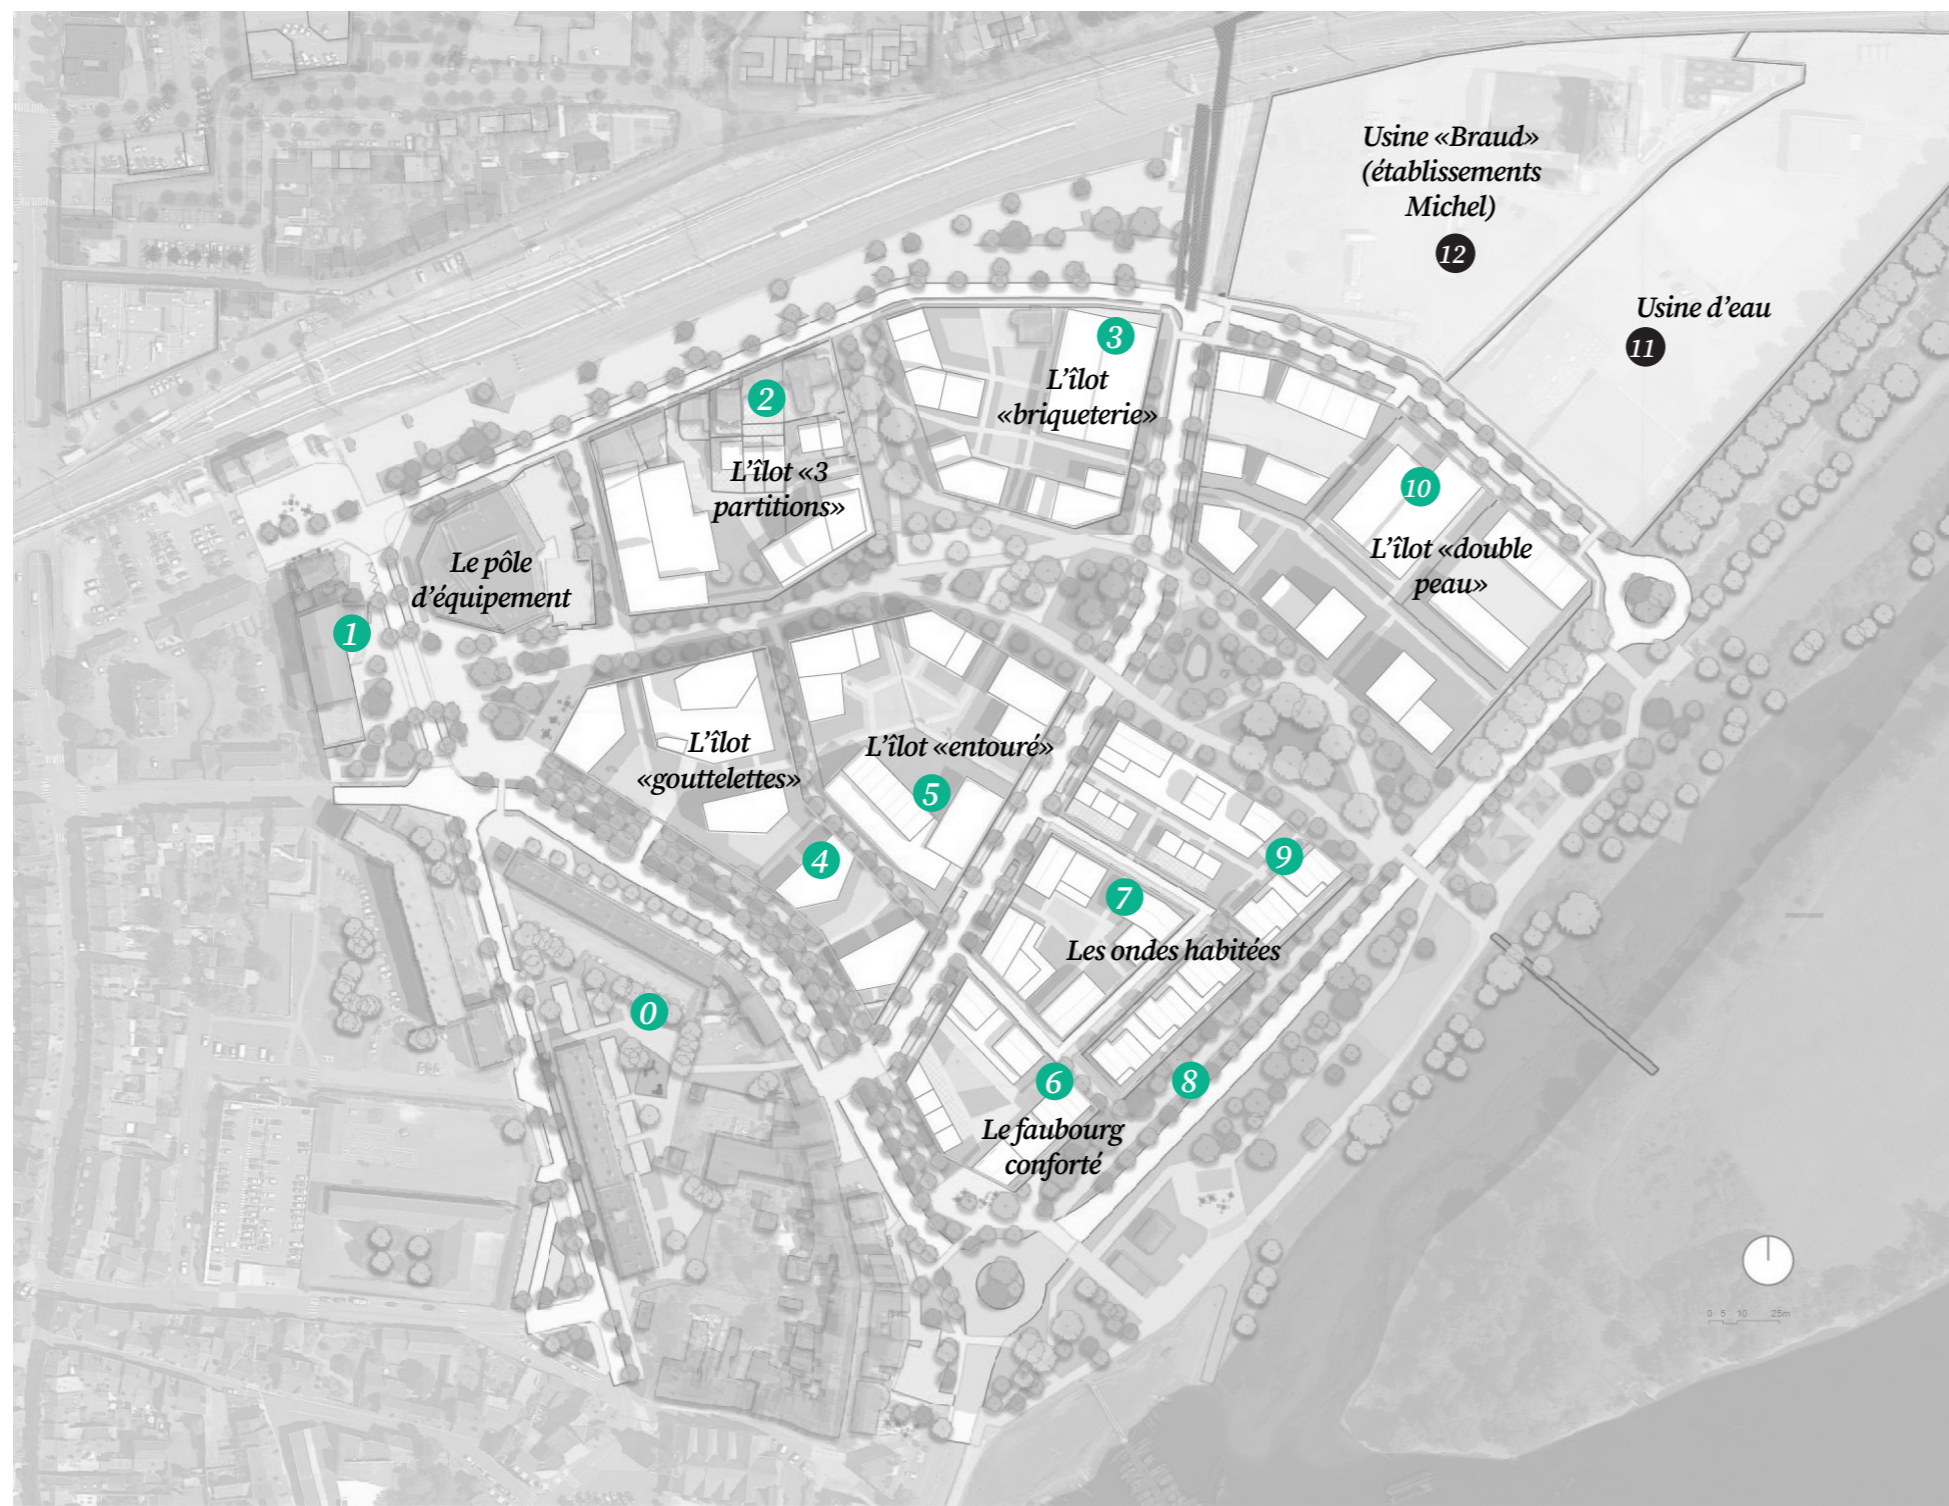 Usine «Braud»
(établissements
Michel)
12
Usine d’eau
11
3
L’îlot
«briqueterie»
2
L’îlot «3
partitions»
10
L’îlot «double
peau»
Le pôle
d’équipement
1
L’îlot
«gouttelettes»
L’îlot «entouré»
5
4
9
7
Les ondes habitées
0
6
8
Le faubourg
conforté
0 5 10 25m